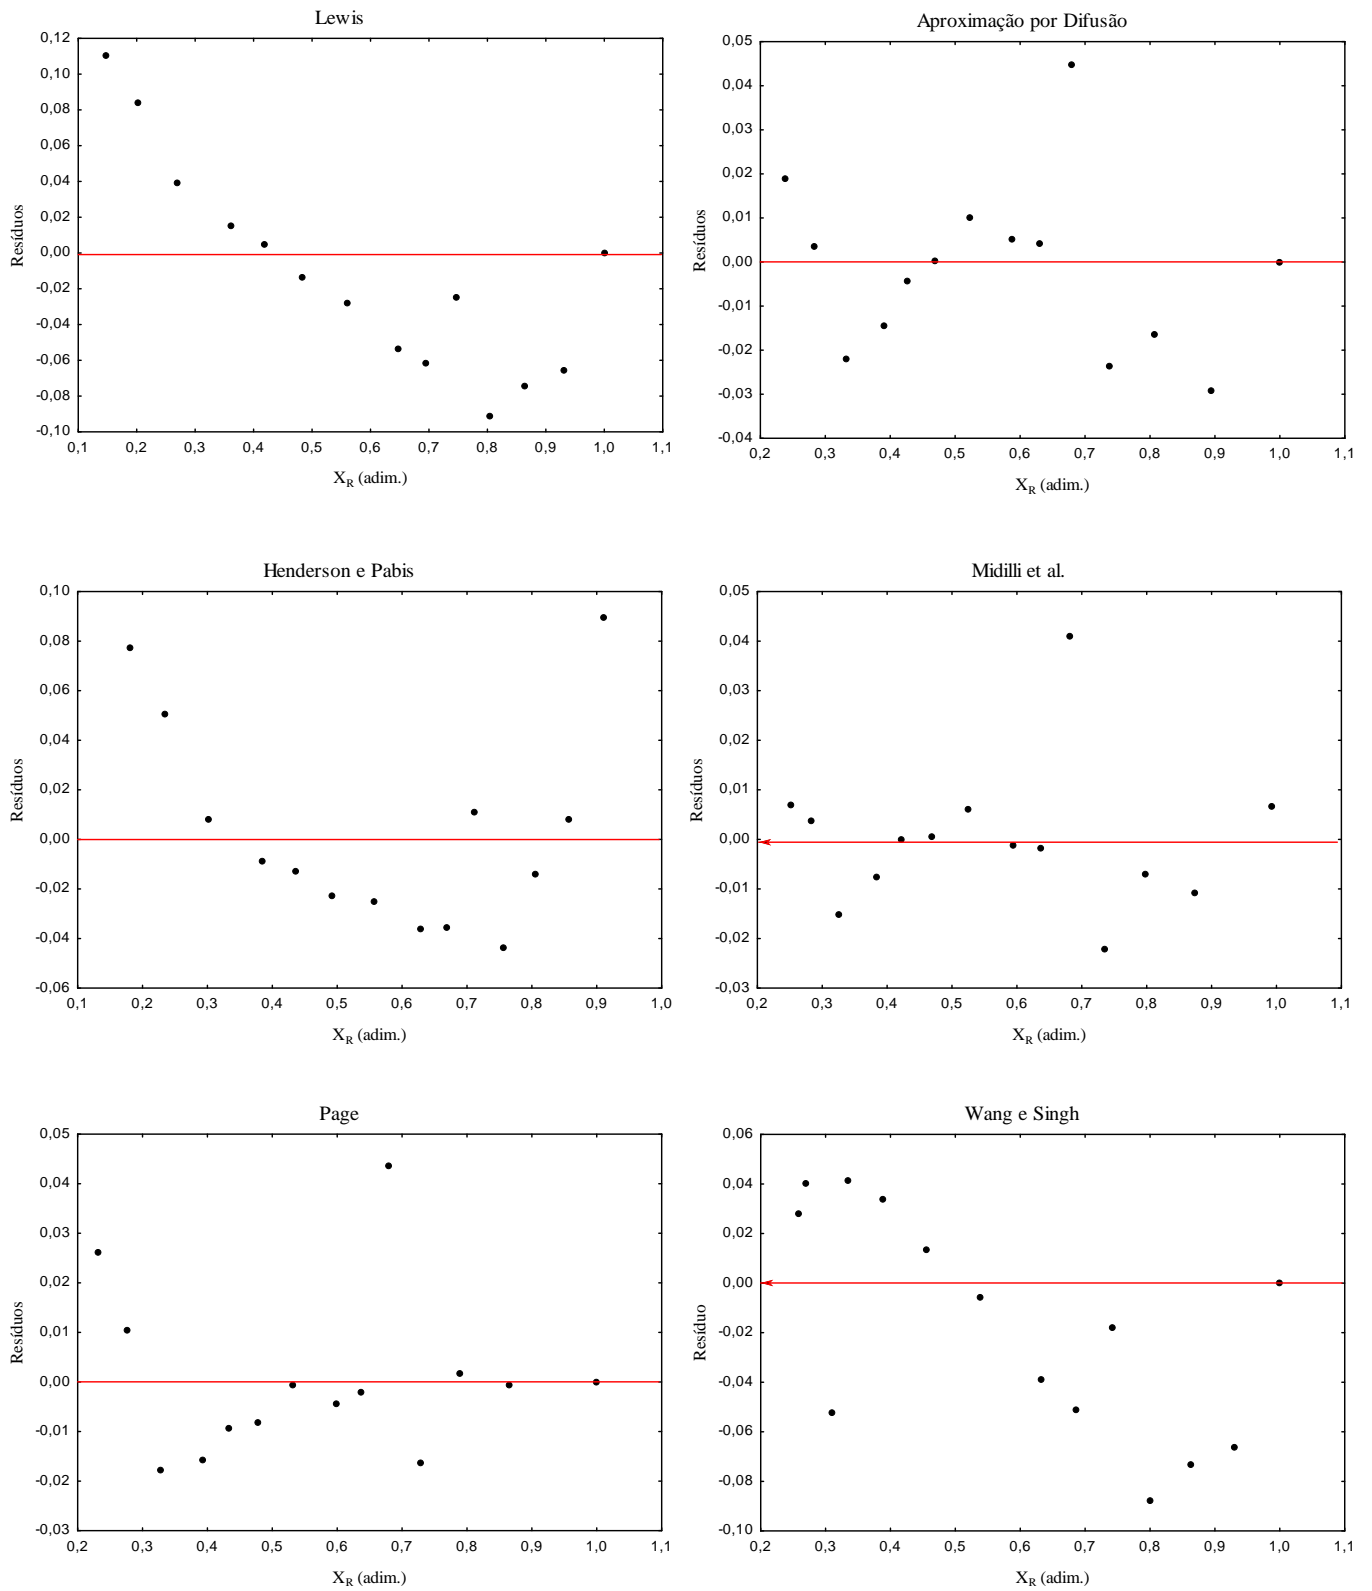 Lewis
0,12
0,10
0,08
0,06
0,04
0,02
0,00
-0,02
-0,04
-0,06
-0,08
-0,10
Resíduos
0,1 0,2 0,3 0,4 0,5 0,6 0,7 0,8 0,9 1,0 1,1
X_R (adim.)
Aproximação por Difusão
0,05
0,04
0,03
0,02
0,01
0,00
-0,01
-0,02
-0,03
-0,04
Resíduos
0,2 0,3 0,4 0,5 0,6 0,7 0,8 0,9 1,0 1,1
X_R (adim.)
Henderson e Pabis
0,10
0,08
0,06
0,04
0,02
0,00
-0,02
-0,04
-0,06
Resíduos
0,1 0,2 0,3 0,4 0,5 0,6 0,7 0,8 0,9 1,0
X_R (adim.)
Midilli et al.
0,05
0,04
0,03
0,02
0,01
0,00
-0,01
-0,02
-0,03
Resíduos
0,2 0,3 0,4 0,5 0,6 0,7 0,8 0,9 1,0 1,1
X_R (adim.)
Page
0,05
0,04
0,03
0,02
0,01
0,00
-0,01
-0,02
-0,03
Resíduos
0,2 0,3 0,4 0,5 0,6 0,7 0,8 0,9 1,0 1,1
X_R (adim.)
Wang e Singh
0,06
0,04
0,02
0,00
-0,02
-0,04
-0,06
-0,08
-0,10
Resíduo
0,2 0,3 0,4 0,5 0,6 0,7 0,8 0,9 1,0 1,1
X_R (adim.)